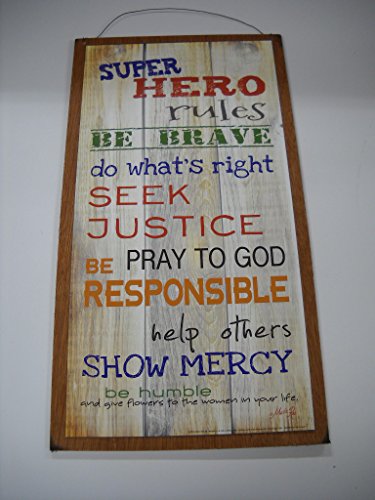 SUPER
HERO
rules
BE BRAVE
do what's right
SEEK
JUSTICE
BE PRAY TO GOD
RESPONSIBLE
help others
SHOW MERCY
be humble
and give flowers to the women in your life.